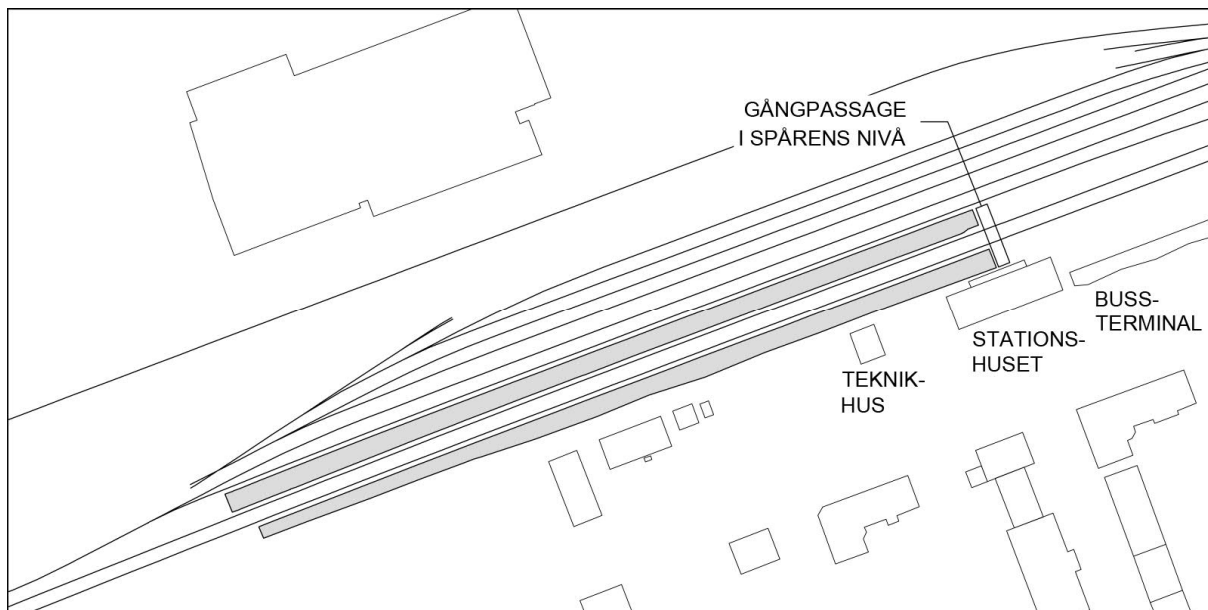 GÅNGPASSAGE
I SPÅRENS NIVÅ
BUSS-
TERMINAL
STATIONS-
HUSET
TEKNIK-
HUS